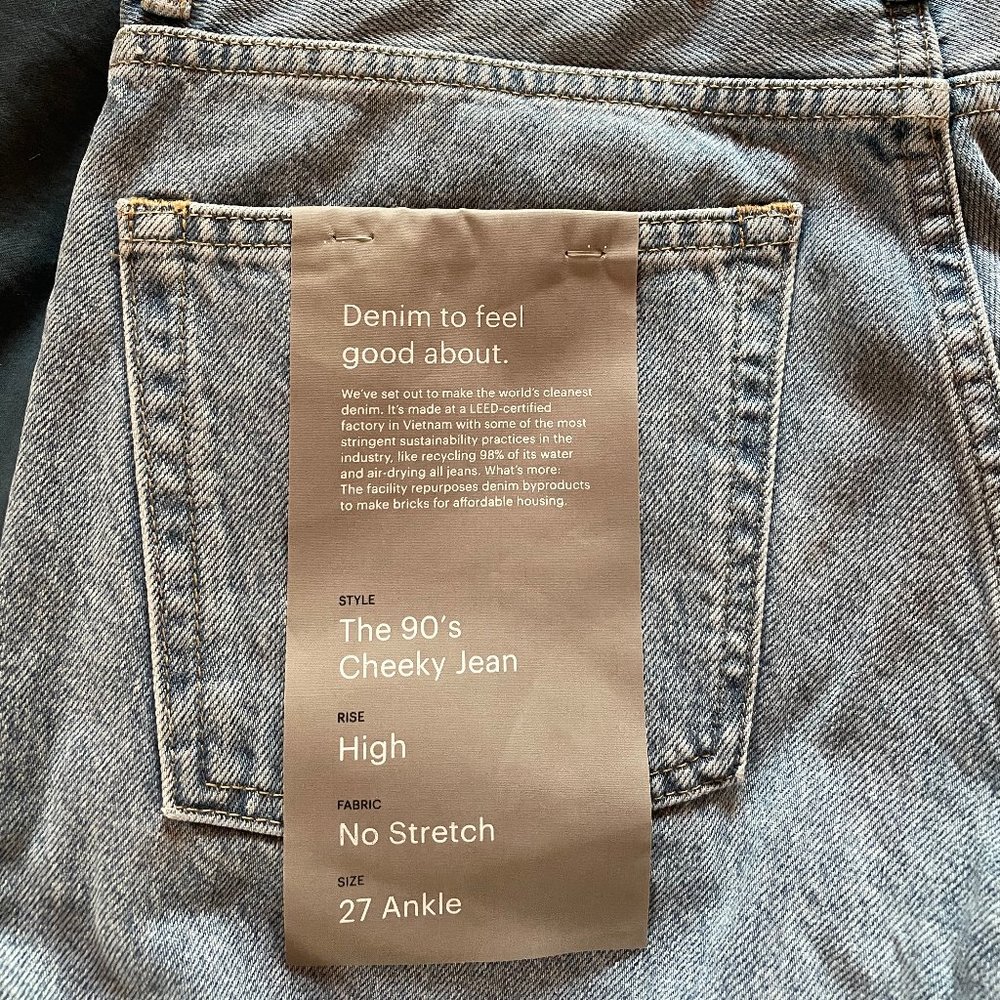 Denim to feel
good about.
We've set out to make the world's cleanest
denim. It's made at a LEED-certified
factory in Vietnam with some of the most
stringent sustainability practices in the
industry, like recycling 98% of its water
and air-drying all jeans. What's more:
The facility repurposes denim byproducts
to make bricks for affordable housing.
STYLE
The 90's
Cheeky Jean
RISE
High
FABRIC
No Stretch
SIZE
27 Ankle